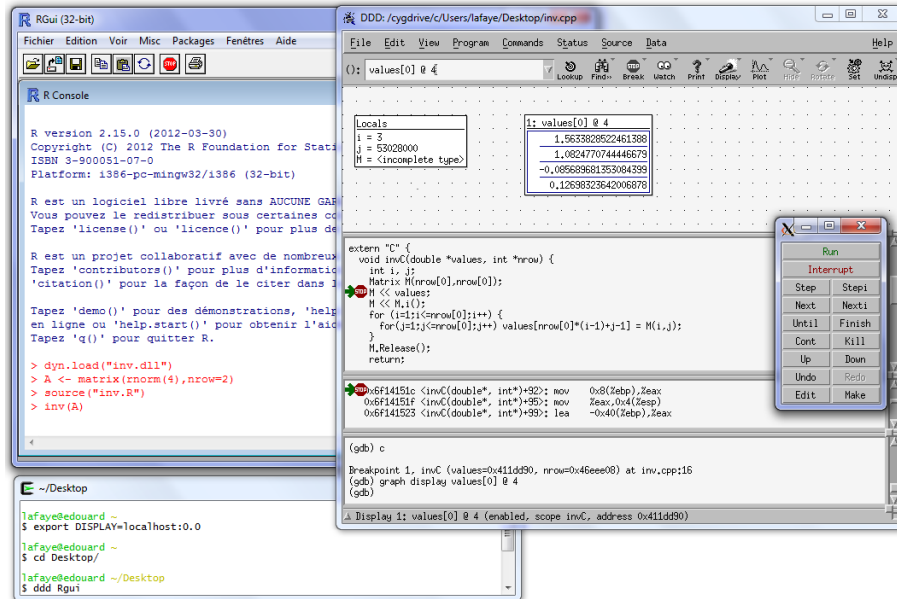 RGui (32-bit)
Fichier Edition Voir Misc Packages Fenêtres Aide
STOP
R Console
R version 2.15.0 (2012-03-30)
Copyright (C) 2012 The R Foundation for Stati
ISBN 3-900051-07-0
Platform: i386-pc-mingw32/i386 (32-bit)
R est un logiciel libre livré sans AUCUNE GAR
Vous pouvez le redistribuer sous certaines co
Tapez 'license()' ou 'licence()' pour plus de
R est un projet collaboratif avec de nombreux
Tapez 'contributors()' pour plus d'informatio
'citation()' pour la façon de le citer dans l
Tapez 'demo()' pour des démonstrations, 'help
en ligne ou 'help.start()' pour obtenir l'aid
Tapez 'q()' pour quitter R.
> dyn.load("inv.dll")
> A <- matrix(rnorm(4),nrow=2)
> source("inv.R")
> inv(A)
~/Desktop
lafaye@edouard ~
$ export DISPLAY=localhost:0.0
lafaye@edouard ~
$ cd Desktop/
lafaye@edouard ~/Desktop
$ ddd Rgui
DDD: /cygdrive/c/Users/lafaye/Desktop/inv.cpp
File Edit View Program Commands Status Source Data Help
(): values[0] @ 4
Lookup Find>> Break Watch Print Display Plot Hide Rotate Set Undisp
Locals
i = 3
j = 53028000
M = <incomplete type>
1: values[0] @ 4
1.5633828522461388
1.0824770744446679
-0.085689681353084399
0.12698323642006878
extern "C" {
void invC(double *values, int *nrow) {
int i, j;
Matrix M(nrow[0],nrow[0]);
STOP M << values;
M << M.i();
for (i=1;i<=nrow[0];i++) {
for(j=1;j<=nrow[0];j++) values[nrow[0]*(i-1)+j-1] = M(i,j);
}
M.Release();
return;
STOP 0x6f14151c <invC(double*, int*)+92>: mov 0x8(%ebp),%eax
0x6f14151f <invC(double*, int*)+95>: mov %eax,0x4(%esp)
0x6f141523 <invC(double*, int*)+99>: lea -0x40(%ebp),%eax
(gdb) c
Breakpoint 1, invC (values=0x411dd90, nrow=0x46eee08) at inv.cpp:16
(gdb) graph display values[0] @ 4
(gdb)
Display 1: values[0] @ 4 (enabled, scope invC, address 0x411dd90)
Run
Interrupt
Step Stepi
Next Nexti
Until Finish
Cont Kill
Up Down
Undo Redo
Edit Make